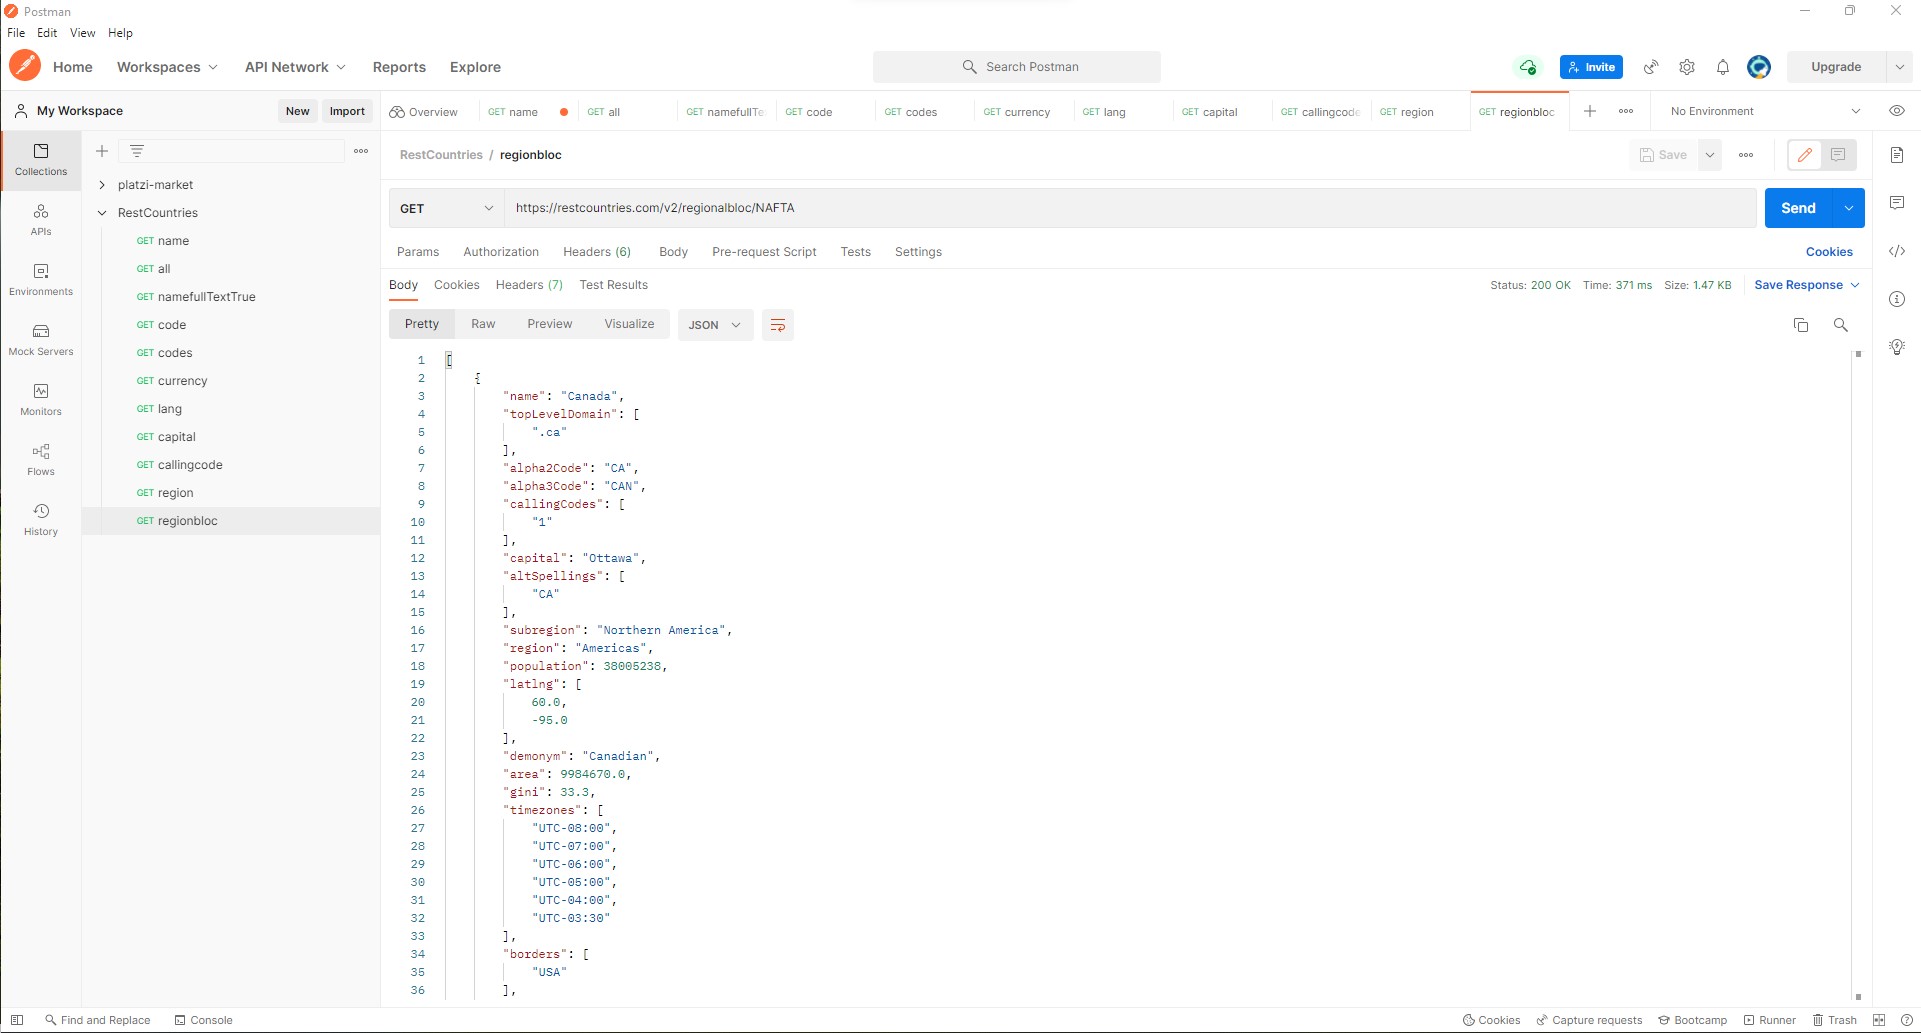 Postman
File Edit View Help
Home Workspaces API Network Reports Explore
Search Postman
Invite
Upgrade
My Workspace
New Import
Overview GET name GET all GET namefullTe GET code GET codes GET currency GET lang GET capital GET callingcode GET region GET regionbloc
No Environment
Collections
APIs
Environments
Mock Servers
Monitors
Flows
History
platzi-market
RestCountries
GET name
GET all
GET namefullTextTrue
GET code
GET codes
GET currency
GET lang
GET capital
GET callingcode
GET region
GET regionbloc
RestCountries / regionbloc
Save
GET https://restcountries.com/v2/regionalbloc/NAFTA
Send
Params Authorization Headers (6) Body Pre-request Script Tests Settings
Cookies
Body Cookies Headers (7) Test Results
Status: 200 OK Time: 371 ms Size: 1.47 KB Save Response
Pretty Raw Preview Visualize JSON
1 [
2 {
3 "name": "Canada",
4 "topLevelDomain": [
5 ".ca"
6 ],
7 "alpha2Code": "CA",
8 "alpha3Code": "CAN",
9 "callingCodes": [
10 "1"
11 ],
12 "capital": "Ottawa",
13 "altSpellings": [
14 "CA"
15 ],
16 "subregion": "Northern America",
17 "region": "Americas",
18 "population": 38005238,
19 "latlng": [
20 60.0,
21 -95.0
22 ],
23 "demonym": "Canadian",
24 "area": 9984670.0,
25 "gini": 33.3,
26 "timezones": [
27 "UTC-08:00",
28 "UTC-07:00",
29 "UTC-06:00",
30 "UTC-05:00",
31 "UTC-04:00",
32 "UTC-03:30"
33 ],
34 "borders": [
35 "USA"
36 ],
Find and Replace Console
Cookies Capture requests Bootcamp Runner Trash